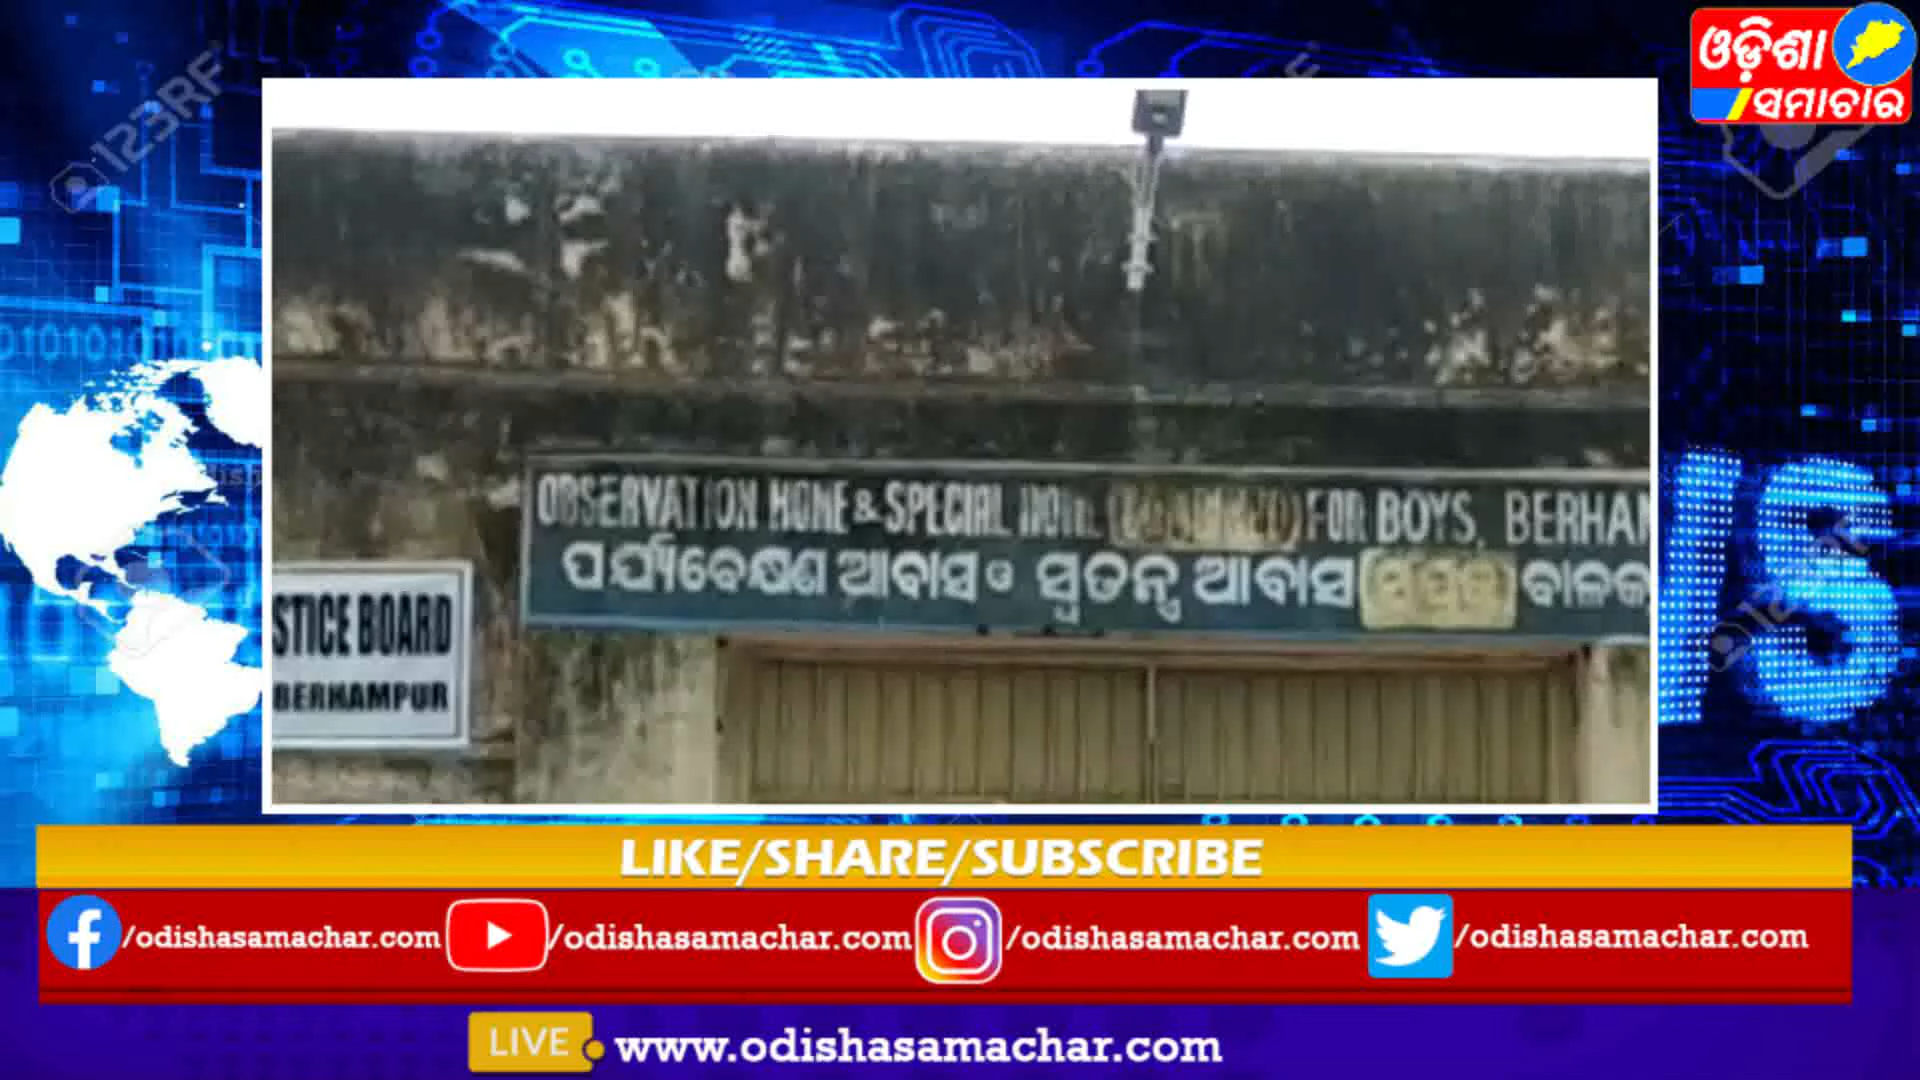 ଓଡ଼ିଶା
ସମାଚାର
OBSERVATION HOME & SPECIAL FOR BOYS, BERHAM
ପର୍ଯ୍ୟବେକ୍ଷଣ ଆବାସ ଓ ସ୍ୱତନ୍ତ୍ର ଆବାସ ବାଳକ
STICE BOARD
BERHAMPUR
LIKE/SHARE/SUBSCRIBE
/odishasamachar.com /odishasamachar.com /odishasamachar.com /odishasamachar.com
LIVE www.odishasamachar.com